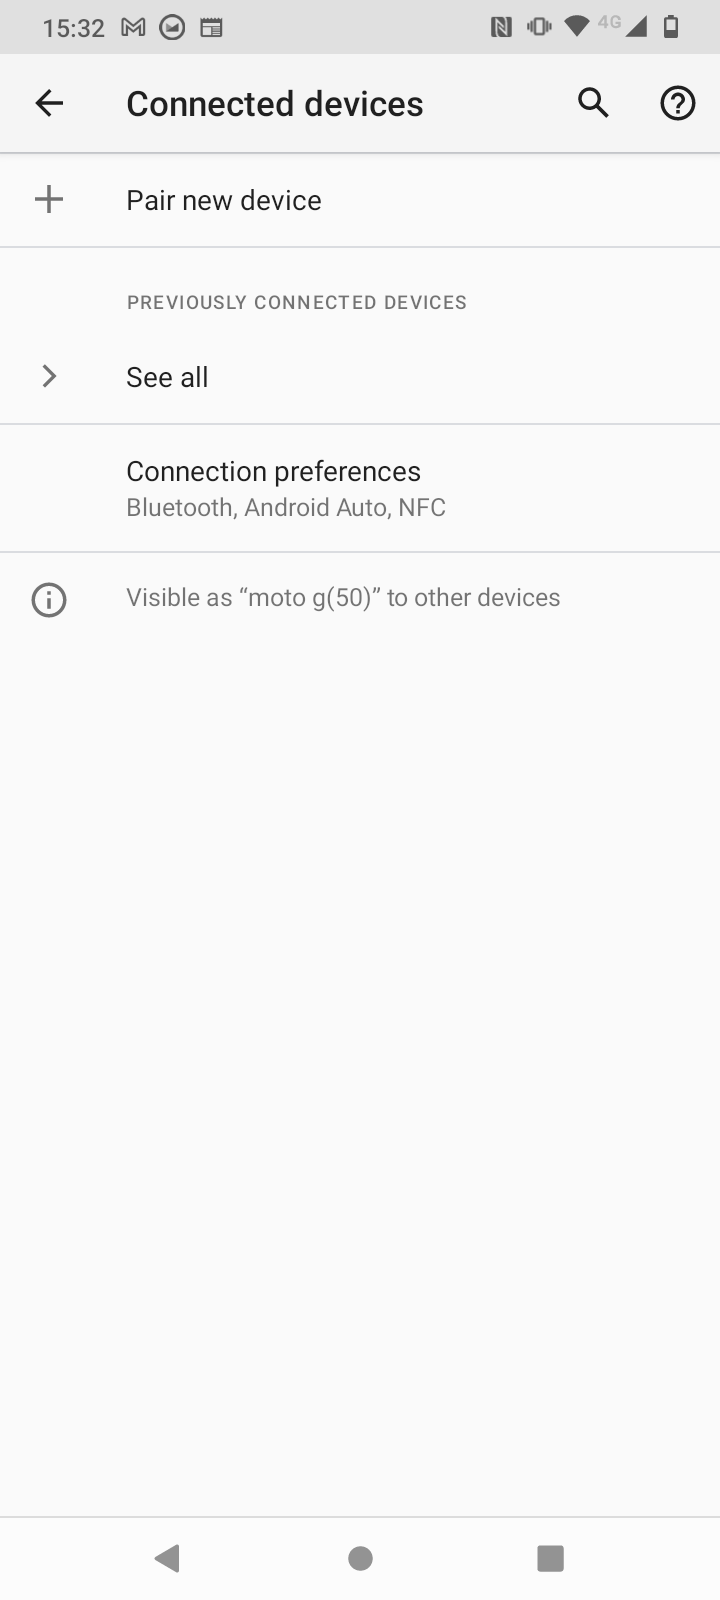 15:32
4G
Connected devices
Pair new device
PREVIOUSLY CONNECTED DEVICES
See all
Connection preferences
Bluetooth, Android Auto, NFC
Visible as “moto g(50)” to other devices